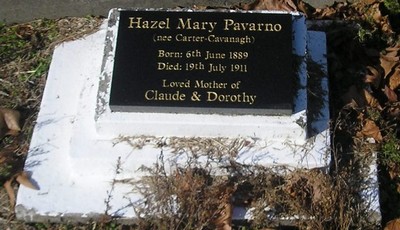 Hazel Mary Pavarno
(nee Carter-Cavanagh)
Born: 6th June 1889
Died: 19th July 1911
Loved Mother of
Claude & Dorothy